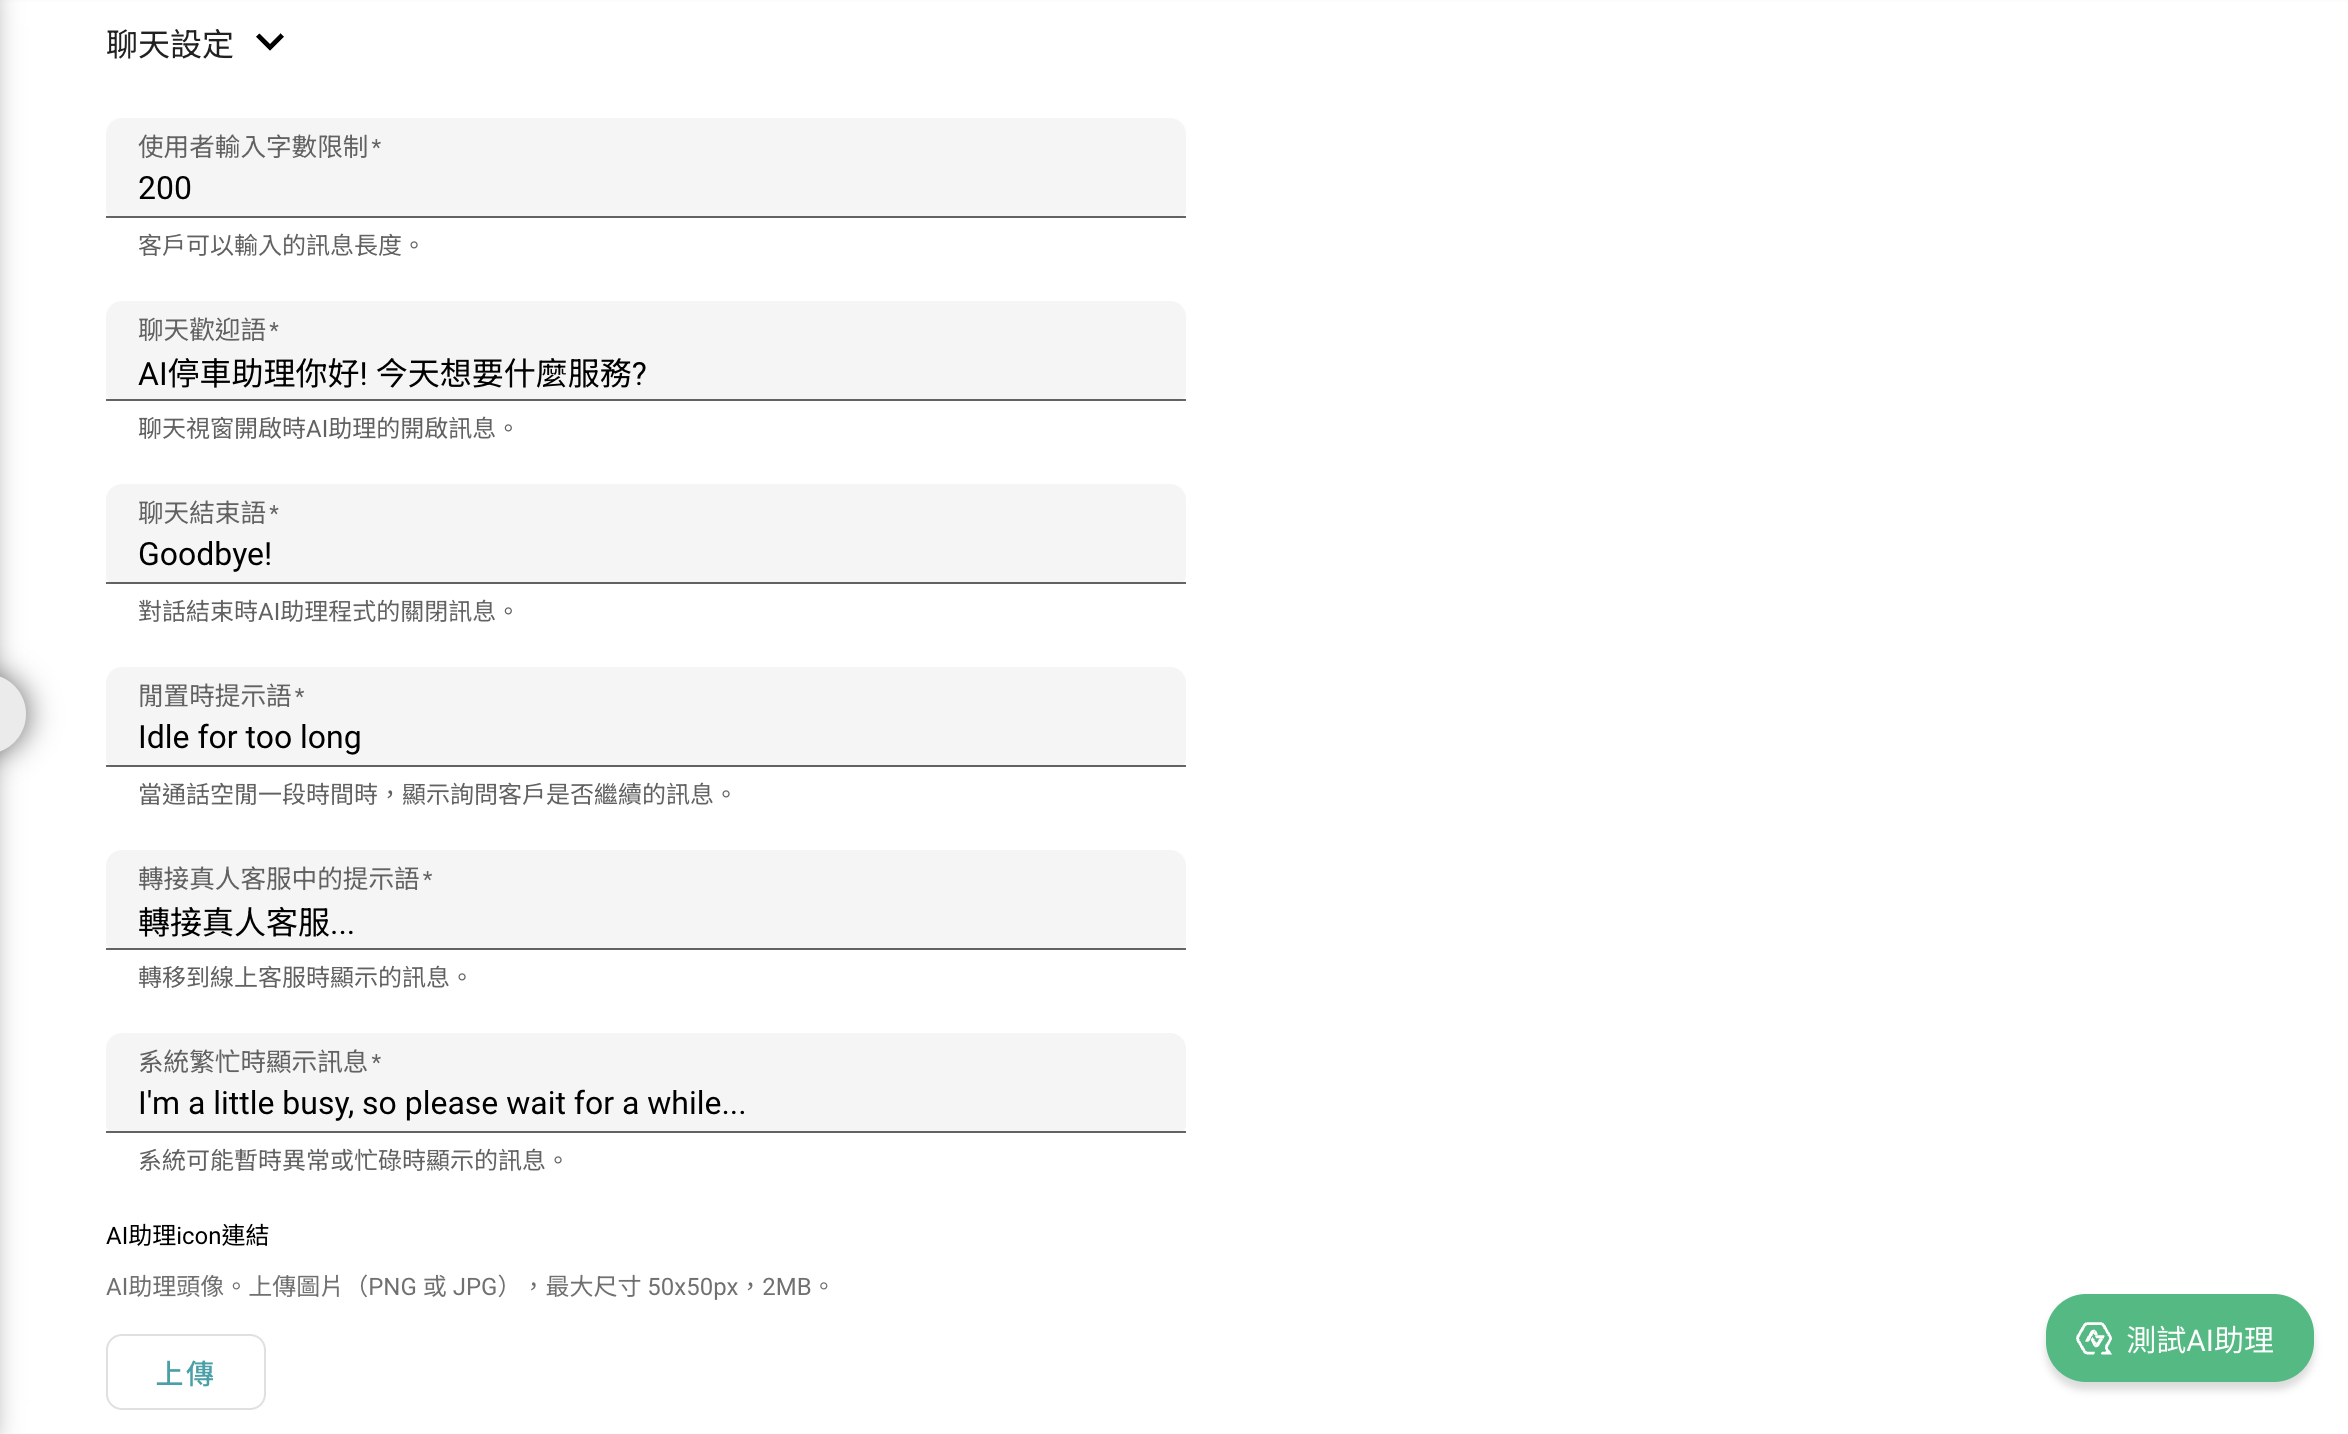 聊天設定
使用者輸入字數限制*
200
客戶可以輸入的訊息長度。
聊天歡迎語*
AI停車助理你好! 今天想要什麼服務?
聊天視窗開啟時AI助理的開啟訊息。
聊天結束語*
Goodbye!
對話結束時AI助理程式的關閉訊息。
閒置時提示語*
Idle for too long
當通話空閒一段時間時，顯示詢問客戶是否繼續的訊息。
轉接真人客服中的提示語*
轉接真人客服...
轉移到線上客服時顯示的訊息。
系統繁忙時顯示訊息*
I'm a little busy, so please wait for a while...
系統可能暫時異常或忙碌時顯示的訊息。
AI助理icon連結
AI助理頭像。上傳圖片（PNG 或 JPG），最大尺寸 50x50px，2MB。
上傳
測試AI助理